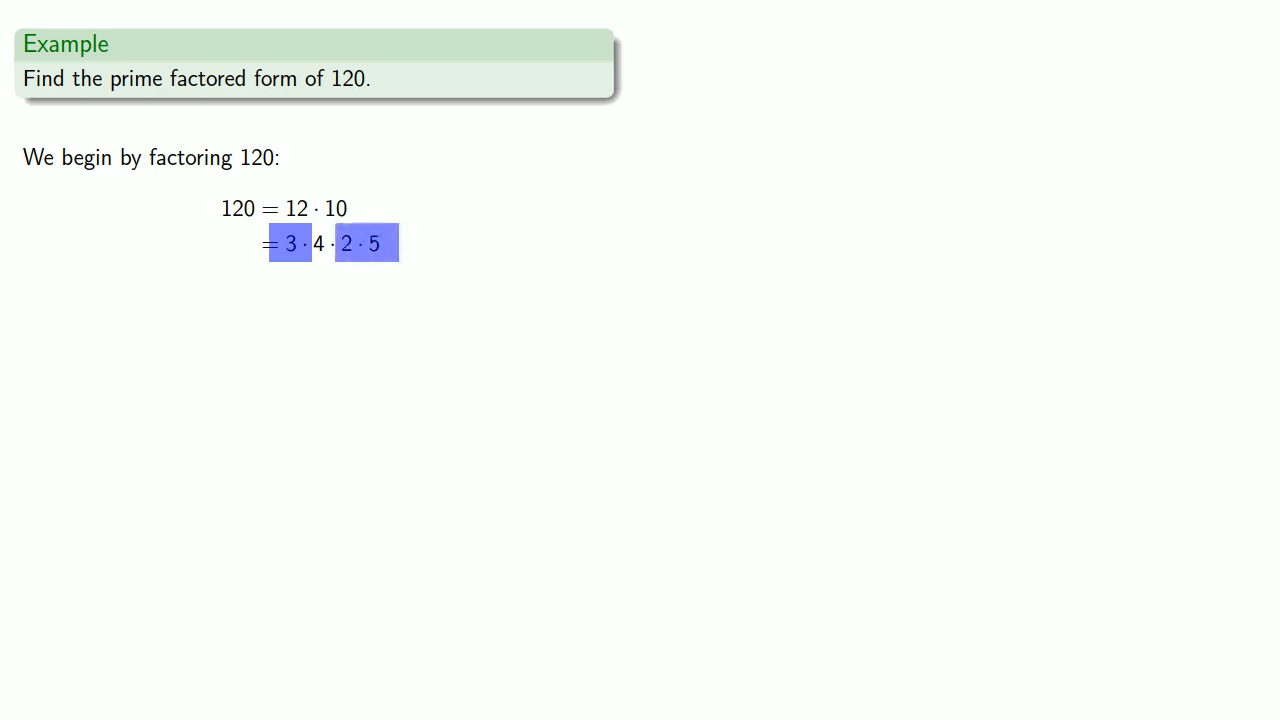 Example
Find the prime factored form of 120.
We begin by factoring 120:
120 = 12 · 10
= 3 · 4 · 2 · 5